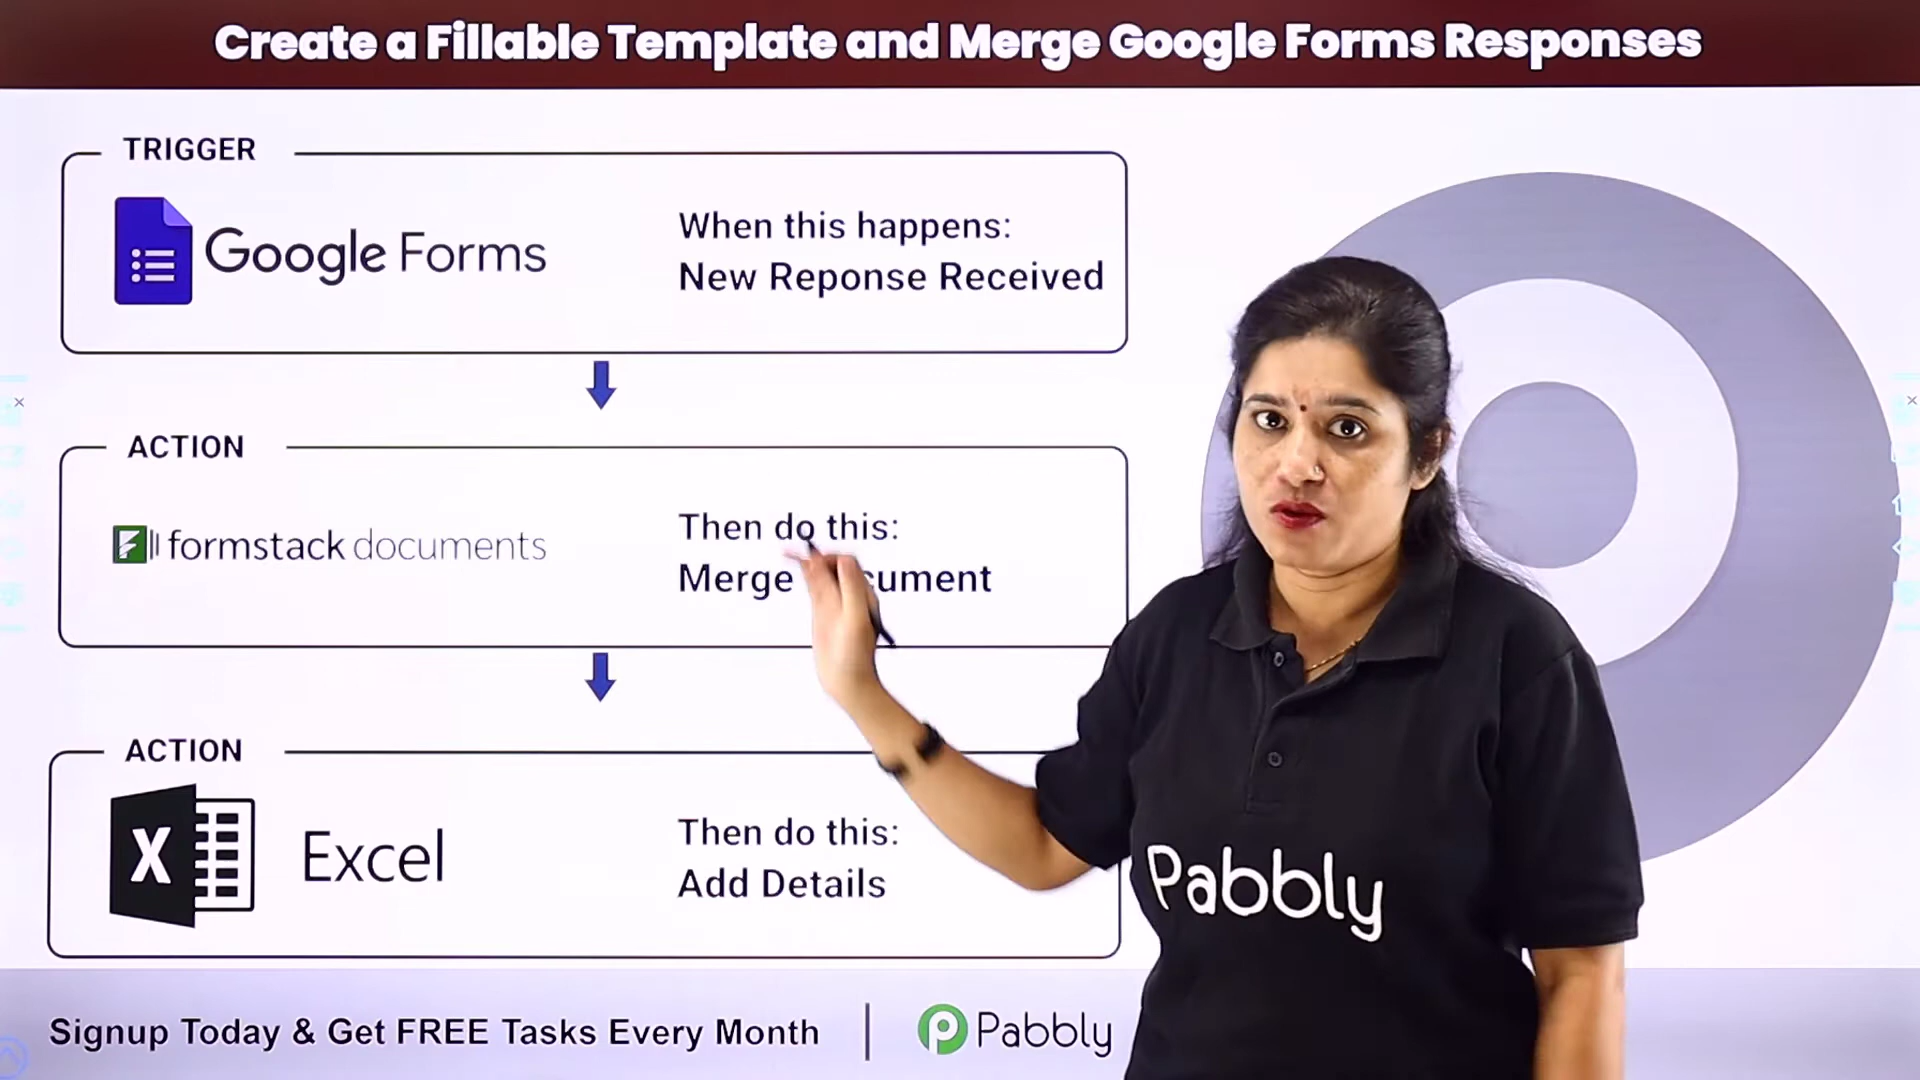 Create a Fillable Template and Merge Google Forms Responses
TRIGGER
Google Forms
When this happens:
New Reponse Received
ACTION
formstack documents
Then do this:
Merge
ACTION
X
Excel
Then do this:
Add Details
Pabbly
Signup Today & Get FREE Tasks Every Month
Pabbly